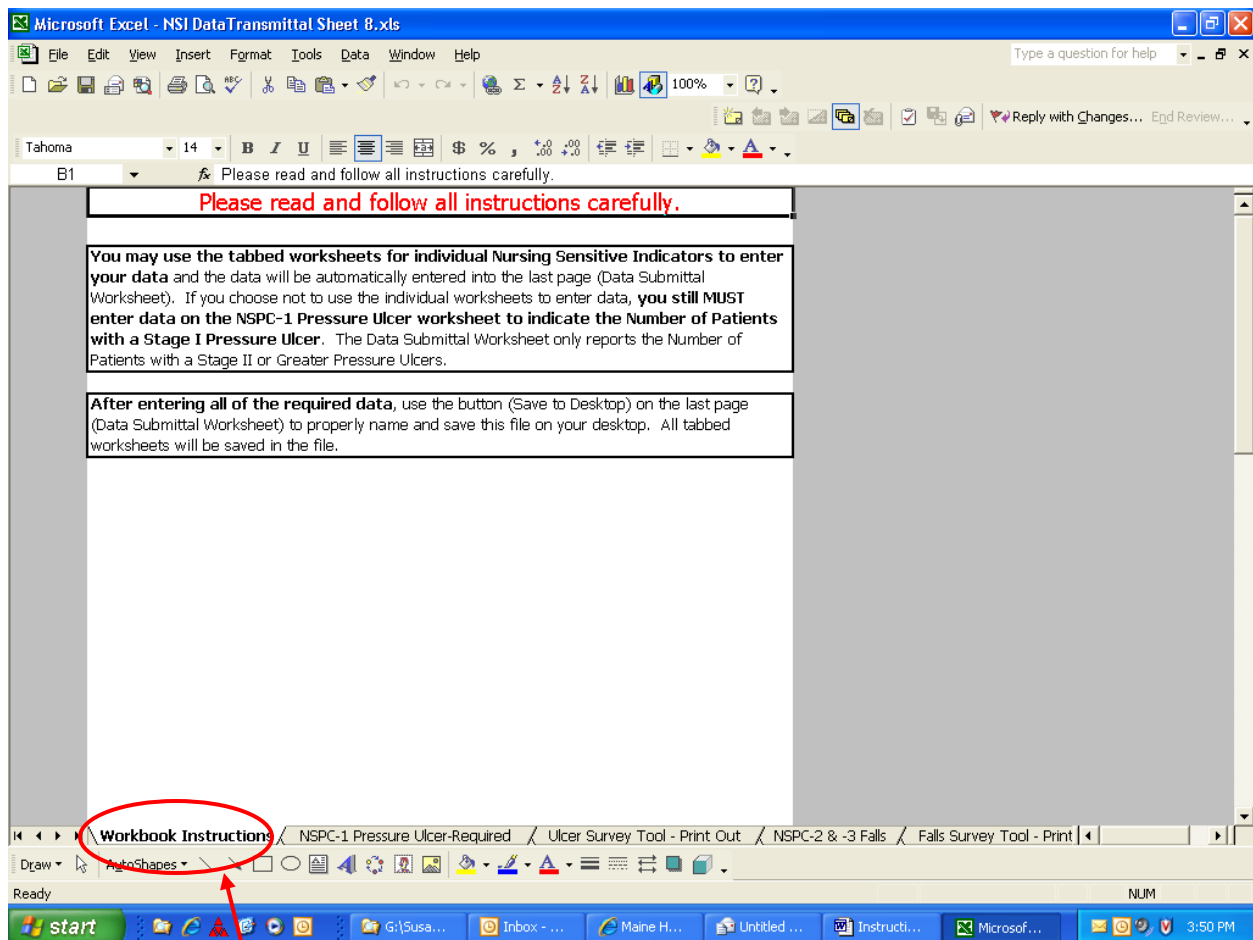 Microsoft Excel - NSI DataTransmittal Sheet 8.xls
File Edit View Insert Format Tools Data Window Help Type a question for help
100%
Reply with Changes... End Review...
Tahoma 14 B I U $ % ,
B1 fx Please read and follow all instructions carefully.
Please read and follow all instructions carefully.
You may use the tabbed worksheets for individual Nursing Sensitive Indicators to enter
your data and the data will be automatically entered into the last page (Data Submittal
Worksheet). If you choose not to use the individual worksheets to enter data, you still MUST
enter data on the NSPC-1 Pressure Ulcer worksheet to indicate the Number of Patients
with a Stage I Pressure Ulcer. The Data Submittal Worksheet only reports the Number of
Patients with a Stage II or Greater Pressure Ulcers.
After entering all of the required data, use the button (Save to Desktop) on the last page
(Data Submittal Worksheet) to properly name and save this file on your desktop. All tabbed
worksheets will be saved in the file.
Workbook Instructions NSPC-1 Pressure Ulcer-Required Ulcer Survey Tool - Print Out NSPC-2 & -3 Falls Falls Survey Tool - Print
Draw AutoShapes
Ready NUM
start G:\Susa... Inbox - ... Maine H... Untitled ... Instructi... Microsof... 3:50 PM